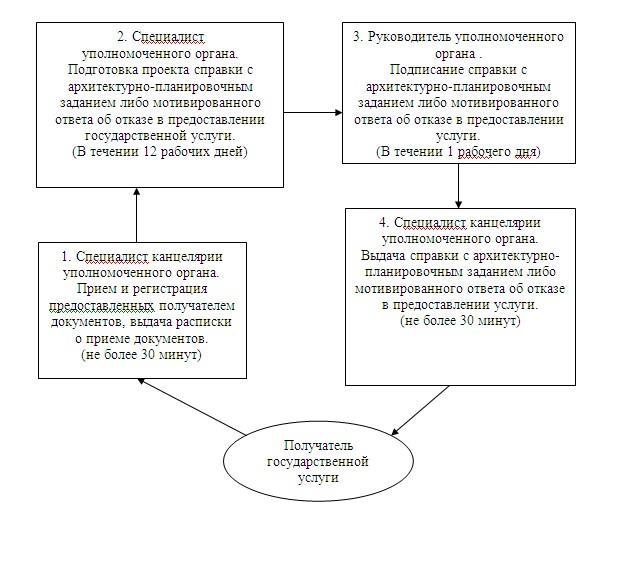 2. Специалист
уполномоченного органа.
Подготовка проекта справки с
архитектурно-планировочным
заданием либо мотивированного
ответа об отказе в предоставлении
государственной услуги.
(В течении 12 рабочих дней)
3. Руководитель уполномоченного
органа .
Подписание справки с
архитектурно-планировочным
заданием либо мотивированного
ответа об отказе в предоставлении
услуги.
(В течении 1 рабочего дня)
1. Специалист канцелярии
уполномоченного органа.
Прием и регистрация
предоставленных получателем
документов, выдача расписки
о приеме документов.
(не более 30 минут)
4. Специалист канцелярии
уполномоченного органа.
Выдача справки с архитектурно-
планировочным заданием либо
мотивированного ответа об отказе
в предоставлении услуги.
(не более 30 минут)
Получатель
государственной
услуги